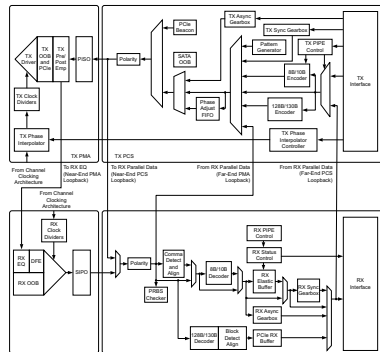 TX Async
Gearbox
TX Sync Gearbox
PCIe
Beacon
Pattern
Generator
TX PIPE
Control
TX
Driver
TX
OOB
and
PCIe
TX
Pre/
Post
Emp
PISO
Polarity
SATA
OOB
8B/10B
Encoder
TX
Interface
TX Clock
Dividers
Phase
Adjust
FIFO
128B/130B
Encoder
TX Phase
Interpolator
TX Phase
Interpolator
Controller
TX PMA
TX PCS
From Channel
Clocking
Architecture
To RX EQ
(Near-End PMA
Loopback)
To RX Parallel Data
(Near-End PCS
Loopback)
From RX Parallel Data
(Far-End PMA
Loopback)
From RX Parallel Data
(Far-End PCS
Loopback)
From Channel
Clocking
Architecture
RX
Clock
Dividers
RX PIPE
Control
RX Status
Control
RX
EQ
DFE
RX OOB
SIPO
Polarity
Comma
Detect
and
Align
8B/10B
Decoder
RX
Elastic
Buffer
RX Sync
Gearbox
RX
Interface
PRBS
Checker
RX Async
Gearbox
128B/130B
Decoder
Block
Detect
Align
PCIe RX
Buffer